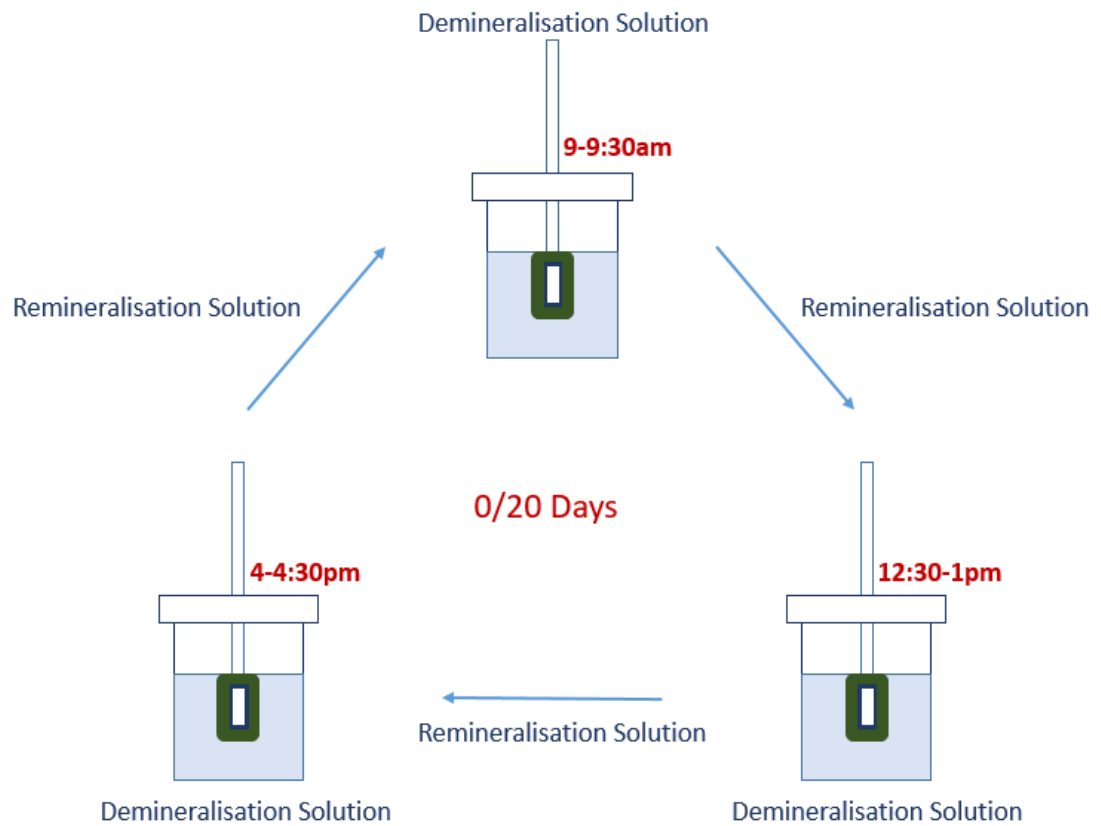 Demineralisation Solution
9-9:30am
Remineralisation Solution
Remineralisation Solution
0/20 Days
4-4:30pm
12:30-1pm
Remineralisation Solution
Demineralisation Solution
Demineralisation Solution